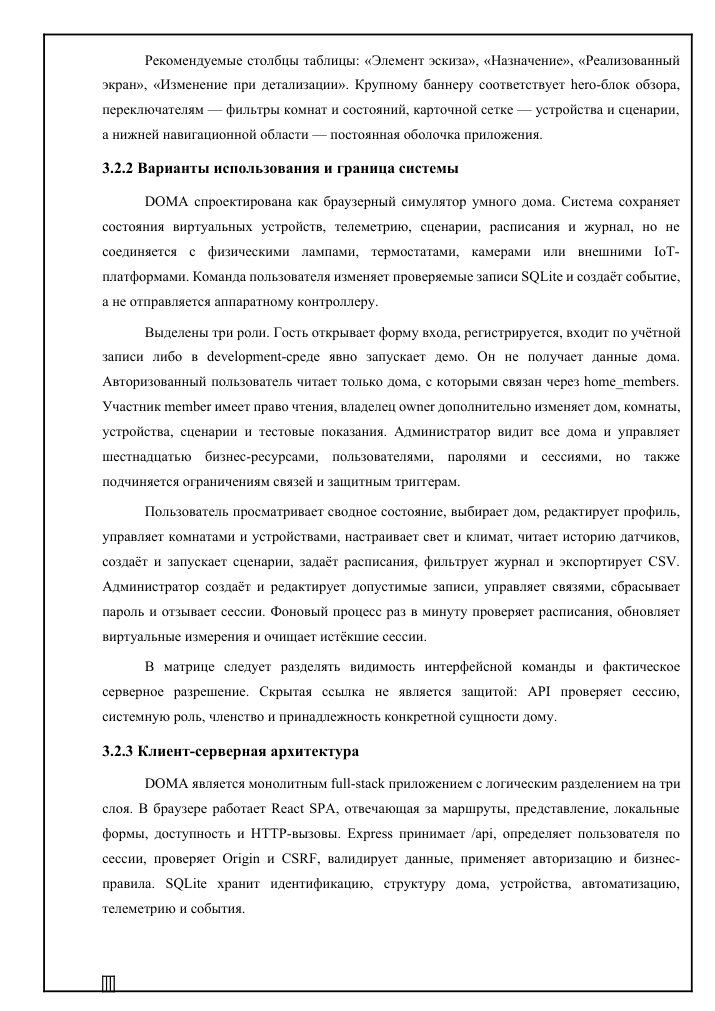 Рекомендуемые столбцы таблицы: «Элемент эскиза», «Назначение», «Реализованный
экран», «Изменение при детализации». Крупному баннеру соответствует hero-блок обзора,
переключателям — фильтры комнат и состояний, карточной сетке — устройства и сценарии,
а нижней навигационной области — постоянная оболочка приложения.
3.2.2 Варианты использования и граница системы
DOMA спроектирована как браузерный симулятор умного дома. Система сохраняет
состояния виртуальных устройств, телеметрию, сценарии, расписания и журнал, но не
соединяется с физическими лампами, термостатами, камерами или внешними IoT-
платформами. Команда пользователя изменяет проверяемые записи SQLite и создаёт событие,
а не отправляется аппаратному контроллеру.
Выделены три роли. Гость открывает форму входа, регистрируется, входит по учётной
записи либо в development-среде явно запускает демо. Он не получает данные дома.
Авторизованный пользователь читает только дома, с которыми связан через home_members.
Участник member имеет право чтения, владелец owner дополнительно изменяет дом, комнаты,
устройства, сценарии и тестовые показания. Администратор видит все дома и управляет
шестнадцатью бизнес-ресурсами, пользователями, паролями и сессиями, но также
подчиняется ограничениям связей и защитным триггерам.
Пользователь просматривает сводное состояние, выбирает дом, редактирует профиль,
управляет комнатами и устройствами, настраивает свет и климат, читает историю датчиков,
создаёт и запускает сценарии, задаёт расписания, фильтрует журнал и экспортирует CSV.
Администратор создаёт и редактирует допустимые записи, управляет связями, сбрасывает
пароль и отзывает сессии. Фоновый процесс раз в минуту проверяет расписания, обновляет
виртуальные измерения и очищает истёкшие сессии.
В матрице следует разделять видимость интерфейсной команды и фактическое
серверное разрешение. Скрытая ссылка не является защитой: API проверяет сессию,
системную роль, членство и принадлежность конкретной сущности дому.
3.2.3 Клиент-серверная архитектура
DOMA является монолитным full-stack приложением с логическим разделением на три
слоя. В браузере работает React SPA, отвечающая за маршруты, представление, локальные
формы, доступность и HTTP-вызовы. Express принимает /api, определяет пользователя по
сессии, проверяет Origin и CSRF, валидирует данные, применяет авторизацию и бизнес-
правила. SQLite хранит идентификацию, структуру дома, устройства, автоматизацию,
телеметрию и события.